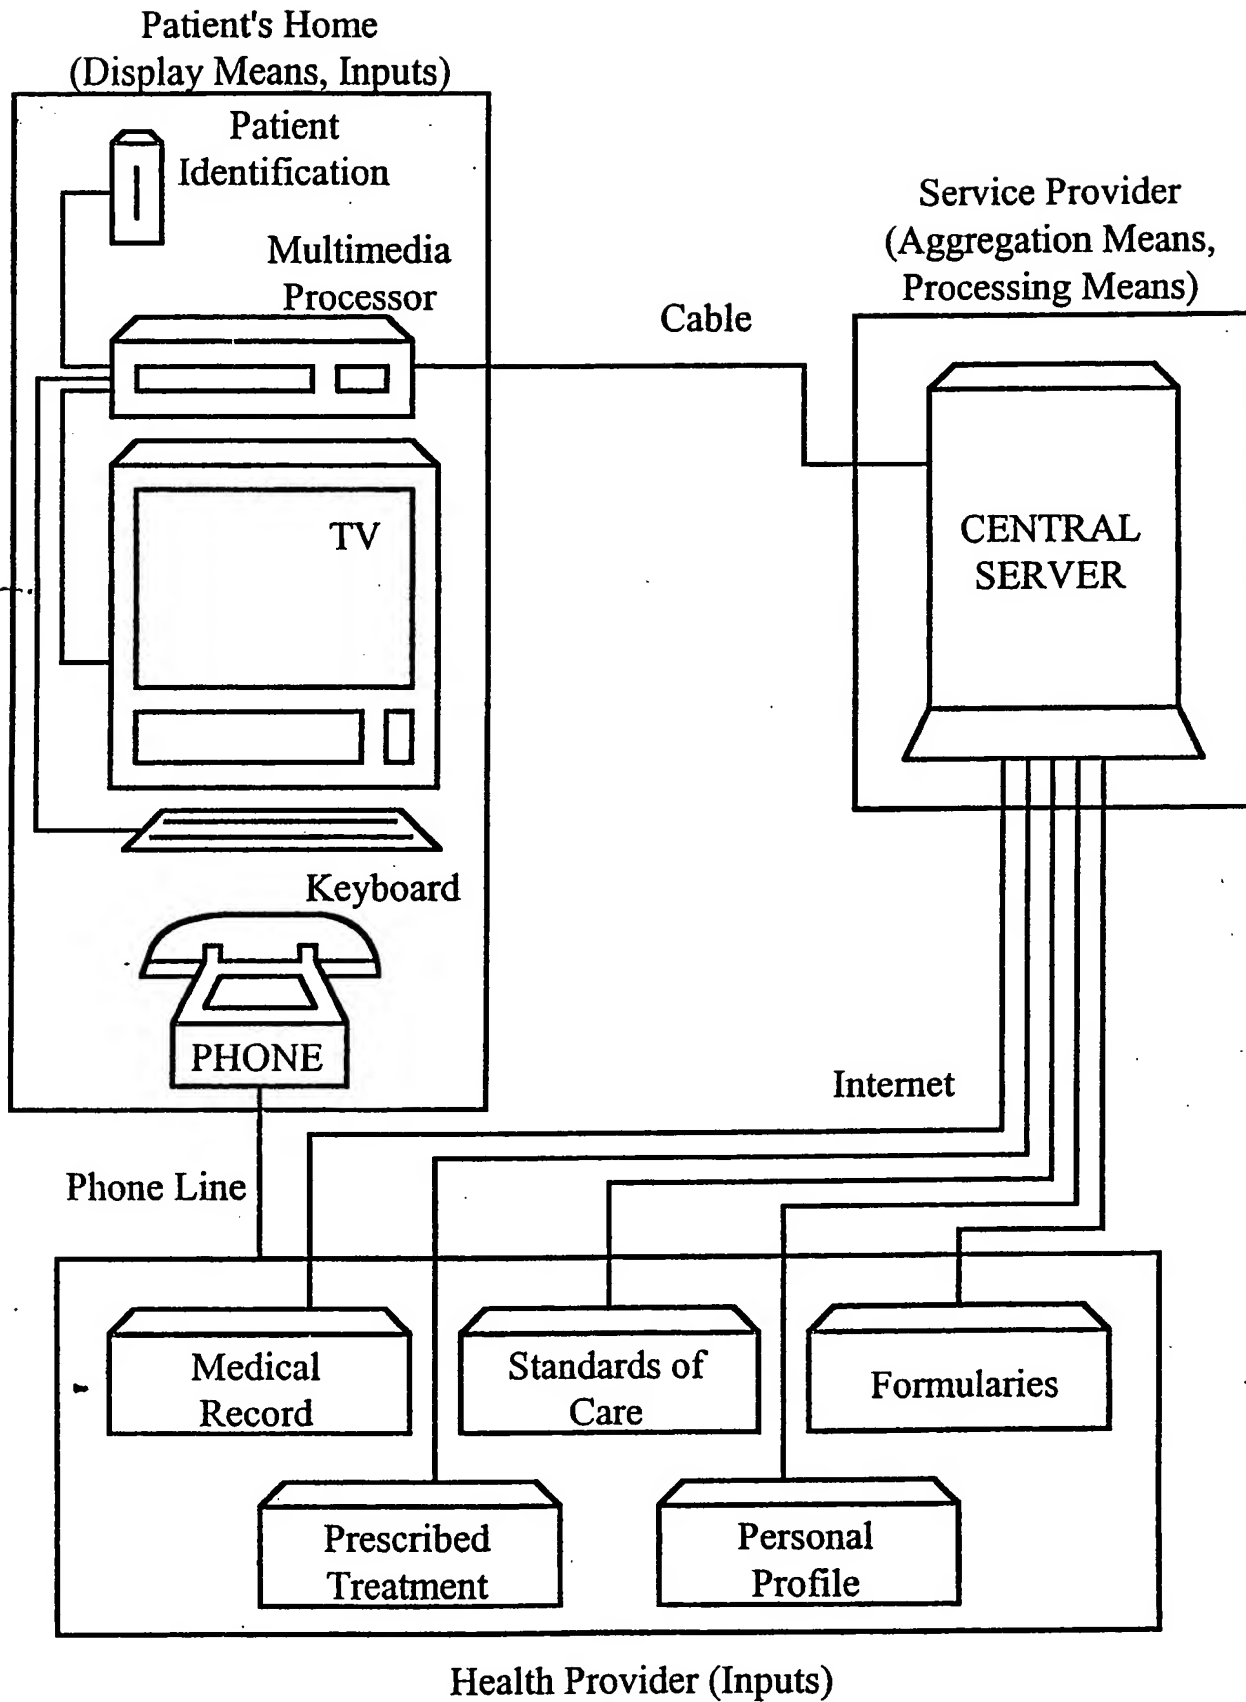 Patient's Home
(Display Means, Inputs)
Patient
Identification
Multimedia
Processor
TV
Keyboard
PHONE
Cable
Service Provider
(Aggregation Means,
Processing Means)
CENTRAL
SERVER
Internet
Phone Line
Medical
Record
Standards of
Care
Formularies
Prescribed
Treatment
Personal
Profile
Health Provider (Inputs)